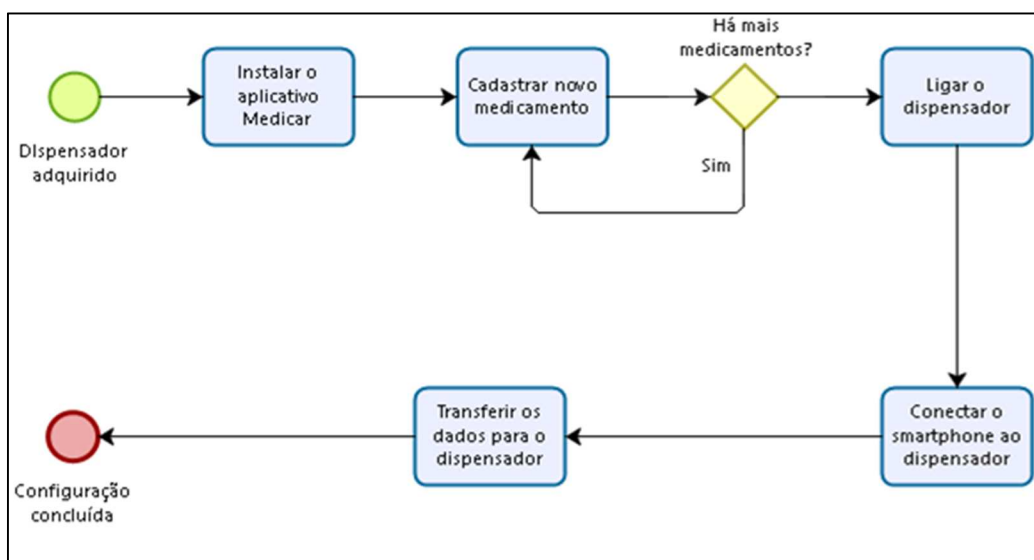 Há mais
medicamentos?
Instalar o
aplicativo
Medicar
Cadastrar novo
medicamento
Ligar o
dispensador
DIspensador
adquirido
Sim
Transferir os
dados para o
dispensador
Conectar o
smartphone ao
dispensador
Configuração
concluída